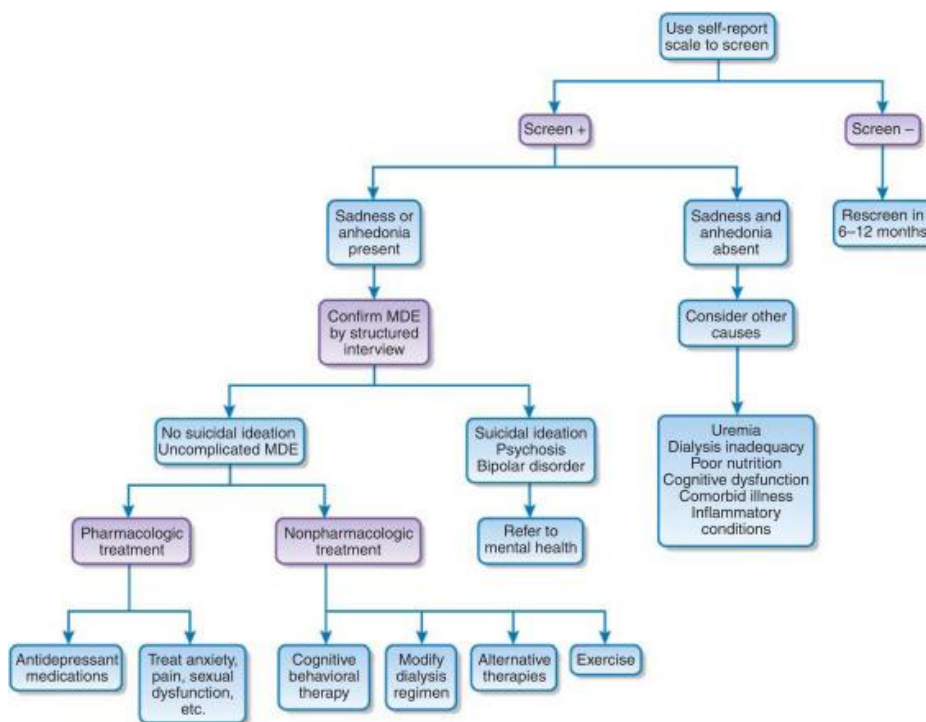 Use self-report
scale to screen
Screen +
Screen –
Sadness or
anhedonia
present
Sadness and
anhedonia
absent
Rescreen in
6–12 months
Confirm MDE
by structured
interview
Consider other
causes
No suicidal ideation
Uncomplicated MDE
Suicidal ideation
Psychosis
Bipolar disorder
Uremia
Dialysis inadequacy
Poor nutrition
Cognitive dysfunction
Comorbid illness
Inflammatory
conditions
Pharmacologic
treatment
Nonpharmacologic
treatment
Refer to
mental health
Antidepressant
medications
Treat anxiety,
pain, sexual
dysfunction,
etc.
Cognitive
behavioral
therapy
Modify
dialysis
regimen
Alternative
therapies
Exercise